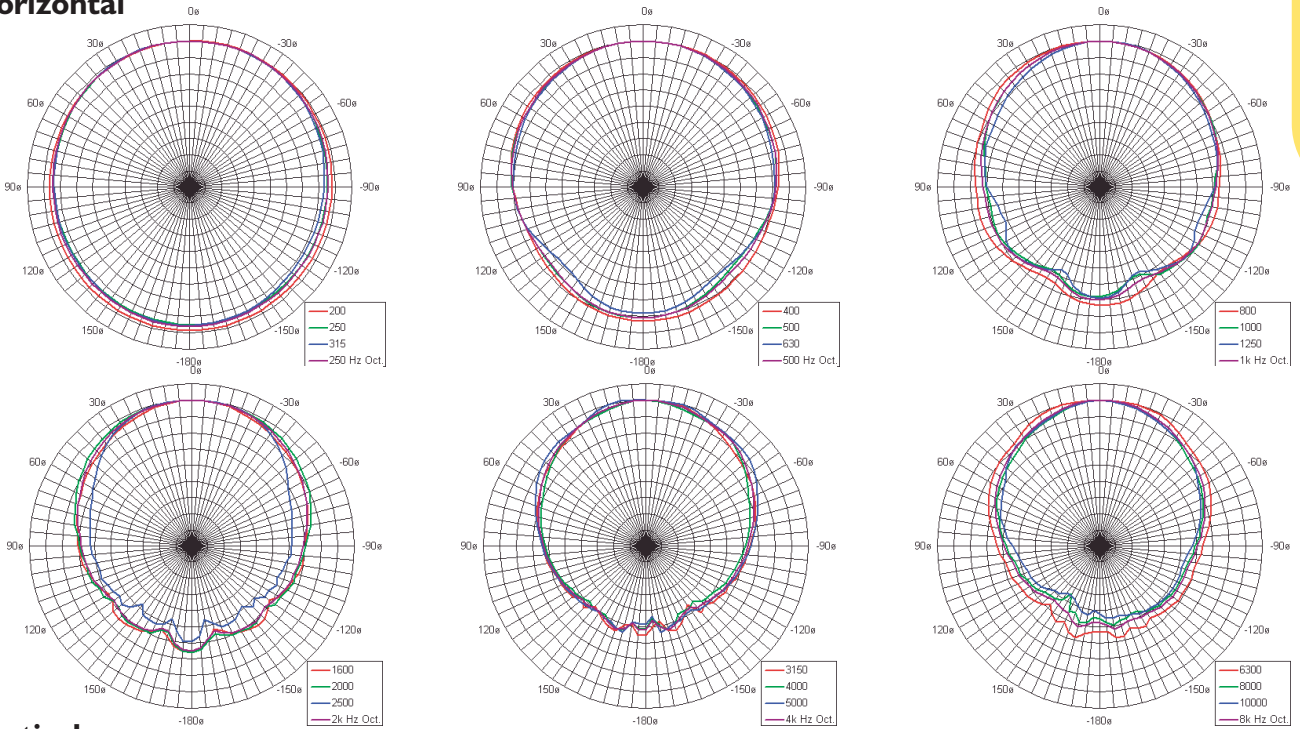 orizontal
0ø 0ø 0ø
30ø -30ø 30ø -30ø 30ø -30ø
60ø -60ø 60ø -60ø 60ø -60ø
90ø -90ø 90ø -90ø 90ø -90ø
120ø -120ø 120ø -120ø 120ø -120ø
150ø -150ø 150ø -150ø 150ø -150ø
-180ø -180ø -180ø
200
250
315
250 Hz Oct.
400
500
630
500 Hz Oct.
800
1000
1250
1k Hz Oct.
0ø 0ø 0ø
30ø -30ø 30ø -30ø 30ø -30ø
60ø -60ø 60ø -60ø 60ø -60ø
90ø -90ø 90ø -90ø 90ø -90ø
120ø -120ø 120ø -120ø 120ø -120ø
150ø -150ø 150ø -150ø 150ø -150ø
-180ø -180ø -180ø
1600
2000
2500
2k Hz Oct.
3150
4000
5000
4k Hz Oct.
6300
8000
10000
8k Hz Oct.